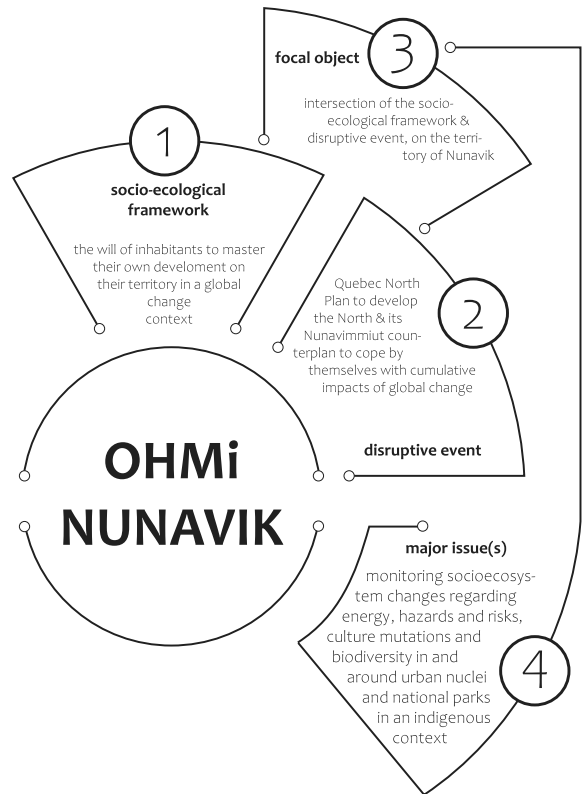 OHMi
NUNAVIK
1
socio-ecological
framework
the will of inhabitants to master
their own develoment on
their territory in a global
change
context
2
Quebec North
Plan to develop
the North & its
Nunavimmiut coun-
terplan to cope by
themselves with cumulative
impacts of global change
disruptive event
3
focal object
intersection of the socio-
ecological framework &
disruptive event, on the terri-
tory of Nunavik
4
major issue(s)
monitoring socioecosys-
tem changes regarding
energy, hazards and risks,
culture mutations and
biodiversity in and
around urban nuclei
and national parks
in an indigenous
context